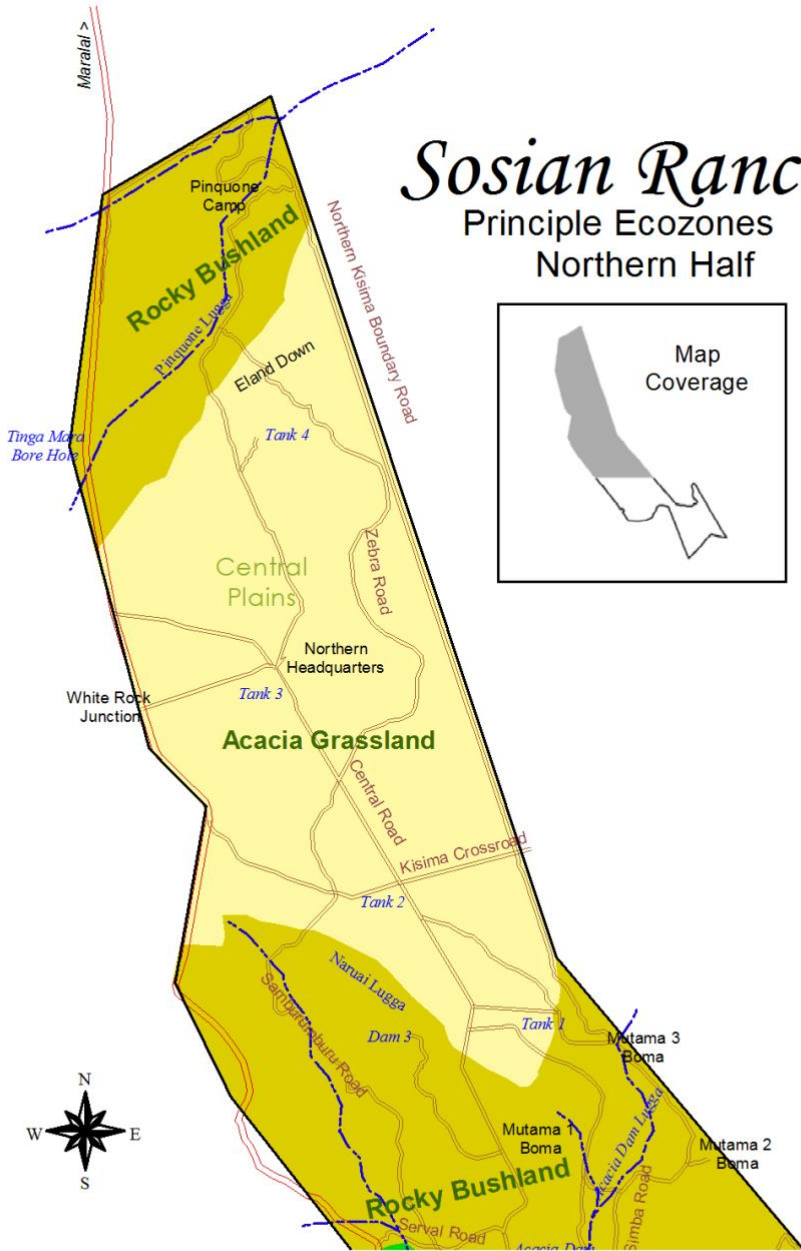 Maralal >
Sosian Ranc
Principle Ecozones
Northern Half
Map
Coverage
Pinquone
Camp
Rocky Bushland
Northern Kisima Boundary Road
Pinquone Lugga
Eland Down
Tinga Mara
Bore Hole
Tank 4
Zebra Road
Central
Plains
Northern
Headquarters
White Rock
Junction
Tank 3
Acacia Grassland
Central Road
Kisima Crossroad
Tank 2
Naruai Lugga
Samburumburu Road
Dam 3
Tank 1
Mutama 3
Boma
N
W
E
S
Mutama 1
Boma
Acacia Dam Lugga
Mutama 2
Boma
Rocky Bushland
Simba Road
Serval Road
Acacia Dam